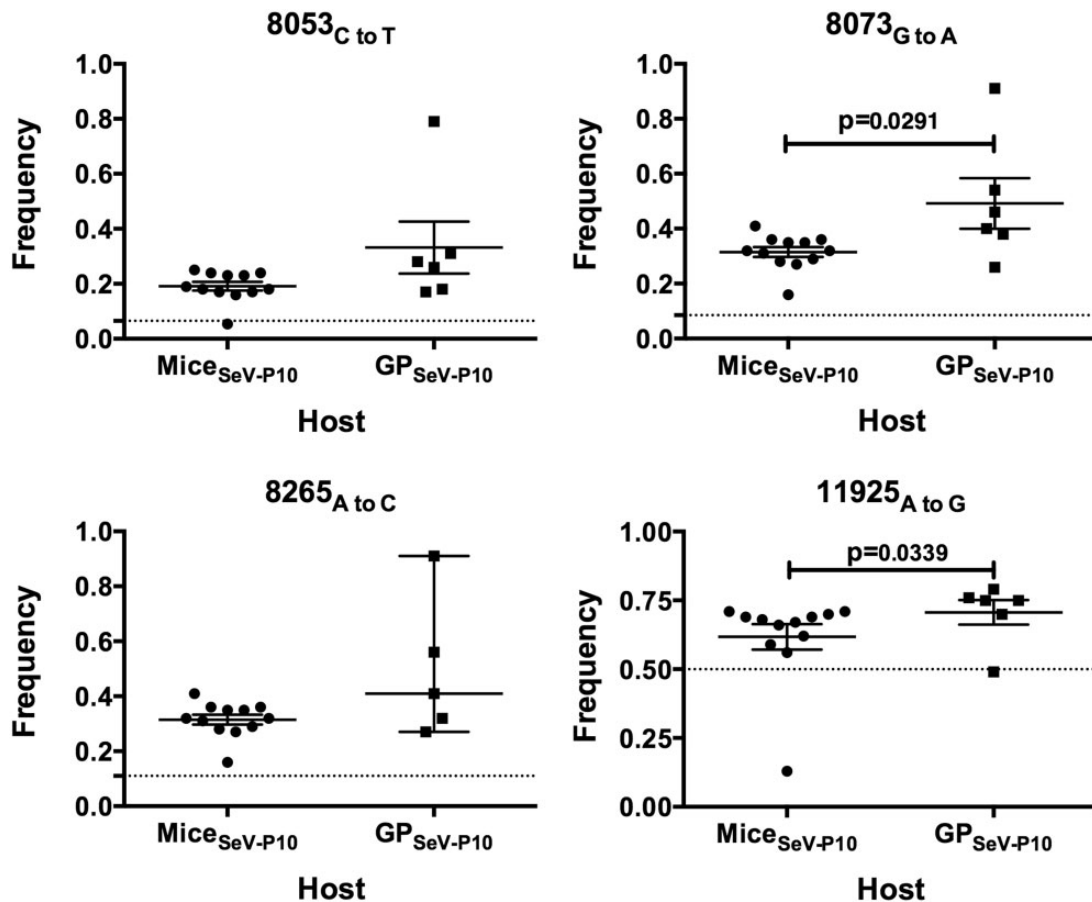 8053C to T
1.0
0.8
0.6
0.4
0.2
0.0
Frequency
MiceSeV-P10
GPSeV-P10
Host
8073G to A
1.0
0.8
0.6
0.4
0.2
0.0
Frequency
p=0.0291
MiceSeV-P10
GPSeV-P10
Host
8265A to C
1.0
0.8
0.6
0.4
0.2
0.0
Frequency
MiceSeV-P10
GPSeV-P10
Host
11925A to G
1.00
0.75
0.50
0.25
0.00
Frequency
p=0.0339
MiceSeV-P10
GPSeV-P10
Host